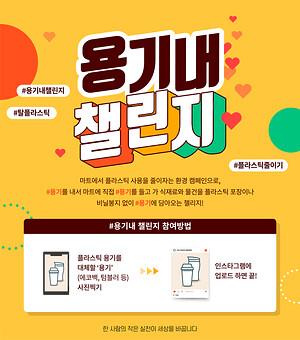 용기내
챌린지
#용기내챌린지
#탈플라스틱
#플라스틱줄이기
마트에서 플라스틱 사용을 줄이자는 환경 캠페인으로,
#용기를 내서 마트에 직접 #용기를 들고 가 식재료와 물건을 플라스틱 포장이나
비닐봉지 없이 #용기에 담아오는 챌린지!
#용기내 챌린지 참여방법
플라스틱 용기를
대체할 '용기'
(에코백, 텀블러 등)
사진찍기
인스타그램에
업로드 하면 끝!
한 사람의 작은 실천이 세상을 바꿉니다